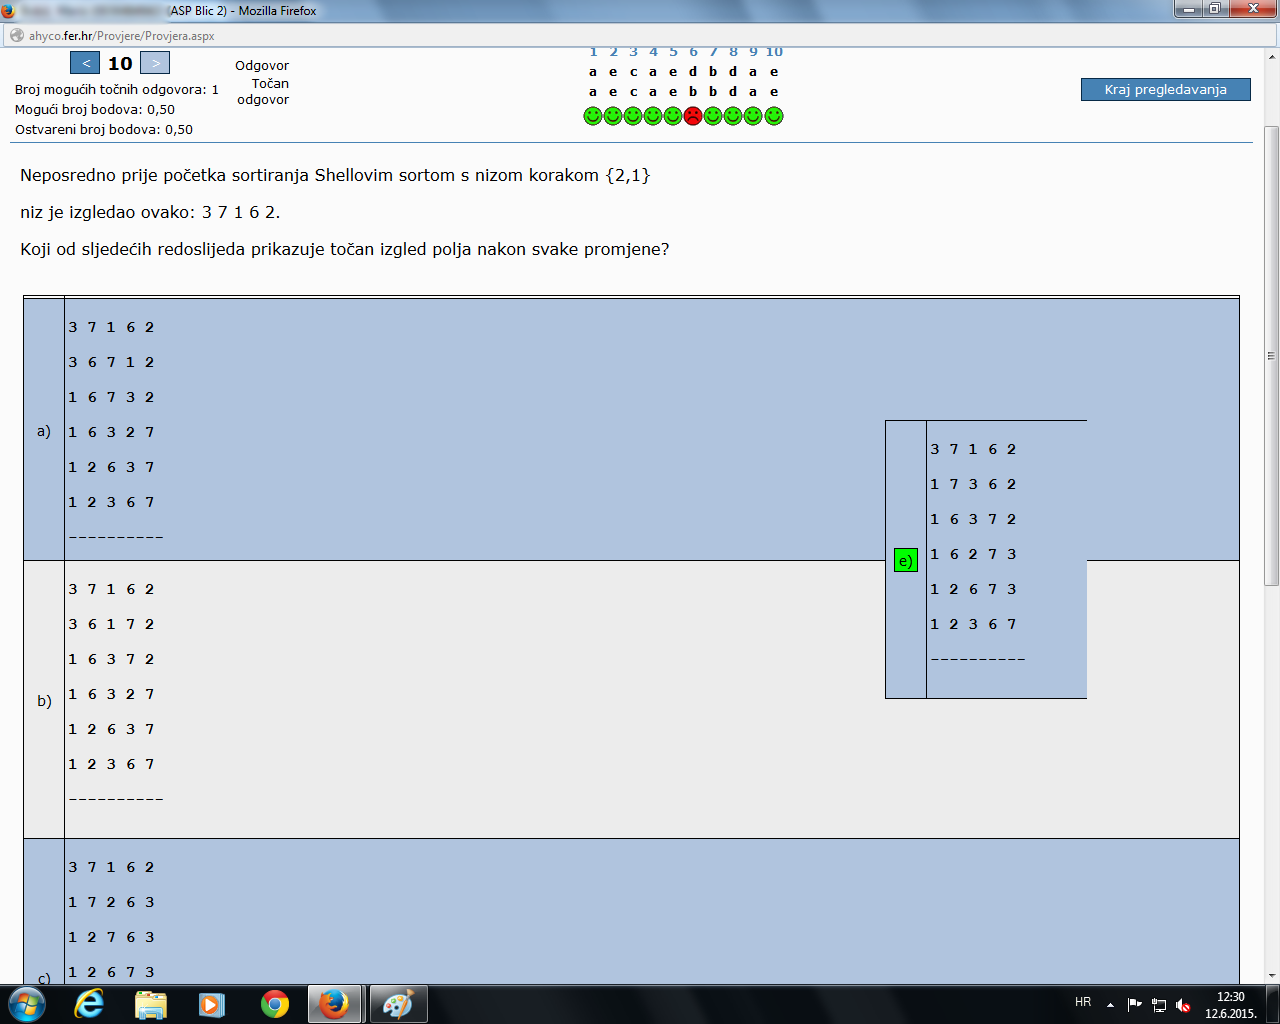 (ASP Blic 2) - Mozilla Firefox
ahyco.fer.hr/Provjere/Provjera.aspx
< 10 >
Broj mogućih točnih odgovora: 1
Mogući broj bodova: 0,50
Ostvareni broj bodova: 0,50
Odgovor
Točan
odgovor
1 2 3 4 5 6 7 8 9 10
a e c a e d b d a e
a e c a e b b d a e
Kraj pregledavanja
Neposredno prije početka sortiranja Shellovim sortom s nizom korakom {2,1}
niz je izgledao ovako: 3 7 1 6 2.
Koji od sljedećih redoslijeda prikazuje točan izgled polja nakon svake promjene?
a)
3 7 1 6 2
3 6 7 1 2
1 6 7 3 2
1 6 3 2 7
1 2 6 3 7
1 2 3 6 7
----------
e)
3 7 1 6 2
1 7 3 6 2
1 6 3 7 2
1 6 2 7 3
1 2 6 7 3
1 2 3 6 7
----------
b)
3 7 1 6 2
3 6 1 7 2
1 6 3 7 2
1 6 3 2 7
1 2 6 3 7
1 2 3 6 7
----------
c)
3 7 1 6 2
1 7 2 6 3
1 2 7 6 3
1 2 6 7 3
HR
12:30
12.6.2015.